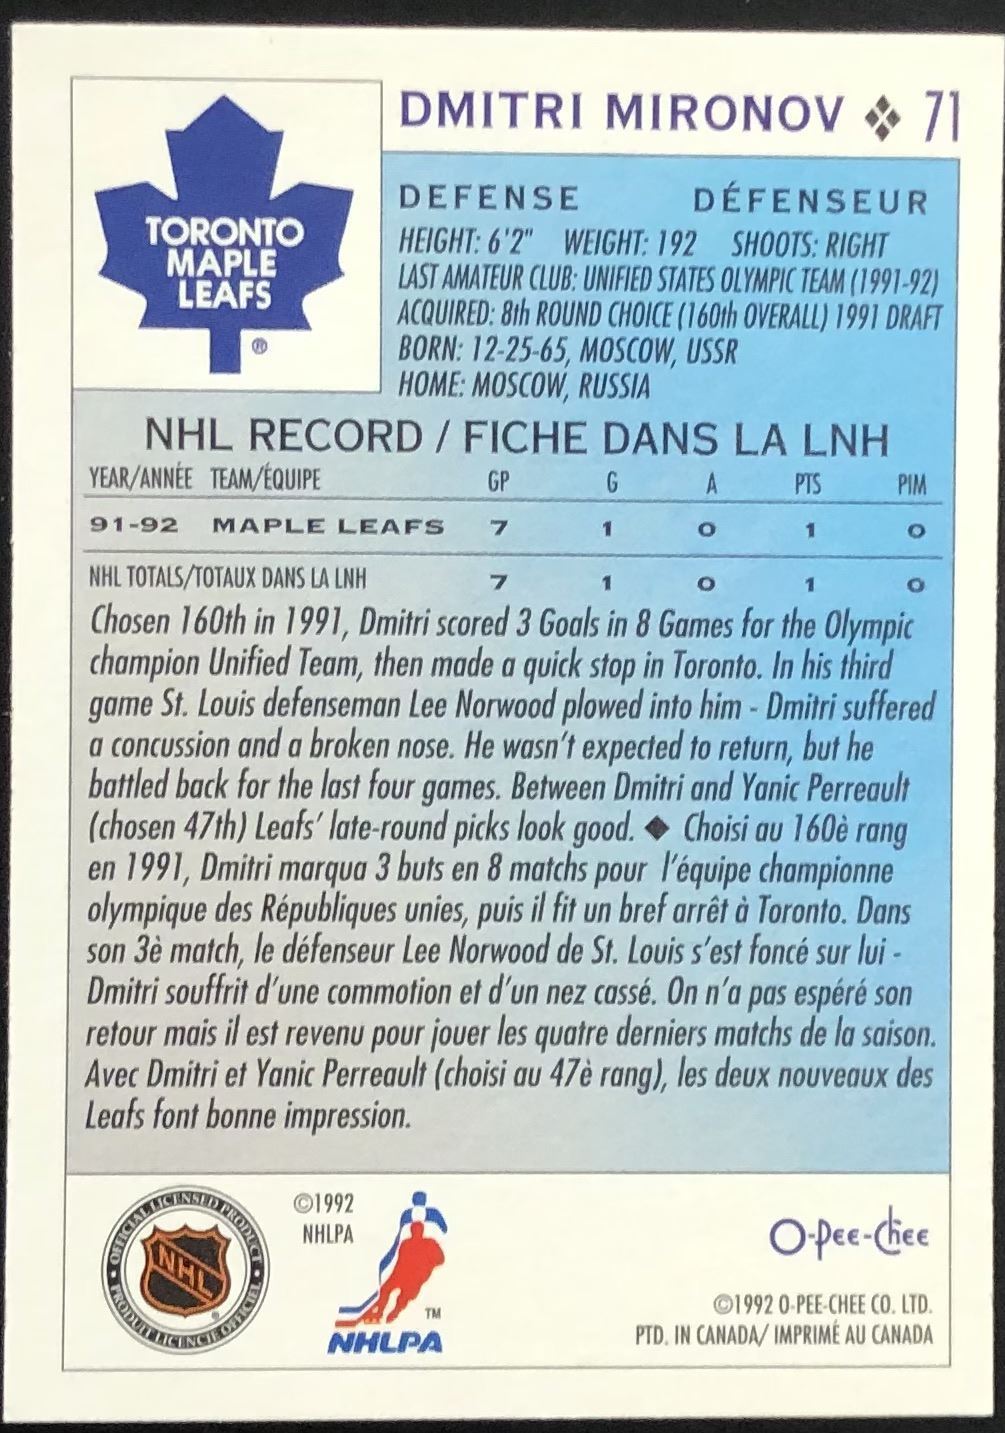 TORONTO
MAPLE
LEAFS
®
DMITRI MIRONOV 71
DEFENSE DÉFENSEUR
HEIGHT: 6'2" WEIGHT: 192 SHOOTS: RIGHT
LAST AMATEUR CLUB: UNIFIED STATES OLYMPIC TEAM (1991-92)
ACQUIRED: 8th ROUND CHOICE (160th OVERALL) 1991 DRAFT
BORN: 12-25-65, MOSCOW, USSR
HOME: MOSCOW, RUSSIA
NHL RECORD / FICHE DANS LA LNH
YEAR/ANNÉE TEAM/ÉQUIPE GP G A PTS PIM
91-92 MAPLE LEAFS 7 1 0 1 0
NHL TOTALS/TOTAUX DANS LA LNH 7 1 0 1 0
Chosen 160th in 1991, Dmitri scored 3 Goals in 8 Games for the Olympic
champion Unified Team, then made a quick stop in Toronto. In his third
game St. Louis defenseman Lee Norwood plowed into him - Dmitri suffered
a concussion and a broken nose. He wasn't expected to return, but he
battled back for the last four games. Between Dmitri and Yanic Perreault
(chosen 47th) Leafs' late-round picks look good. ◆ Choisi au 160è rang
en 1991, Dmitri marqua 3 buts en 8 matchs pour l'équipe championne
olympique des Républiques unies, puis il fit un bref arrêt à Toronto. Dans
son 3è match, le défenseur Lee Norwood de St. Louis s'est foncé sur lui -
Dmitri souffrit d'une commotion et d'un nez cassé. On n'a pas espéré son
retour mais il est revenu pour jouer les quatre derniers matchs de la saison.
Avec Dmitri et Yanic Perreault (choisi au 47è rang), les deux nouveaux des
Leafs font bonne impression.
OFFICIAL LICENSED PRODUCT
NHL
PRODUIT LICENCIE OFFICIEL
©1992
NHLPA
TM
NHLPA
O-Pee-Chee
©1992 O-PEE-CHEE CO. LTD.
PTD. IN CANADA/ IMPRIMÉ AU CANADA